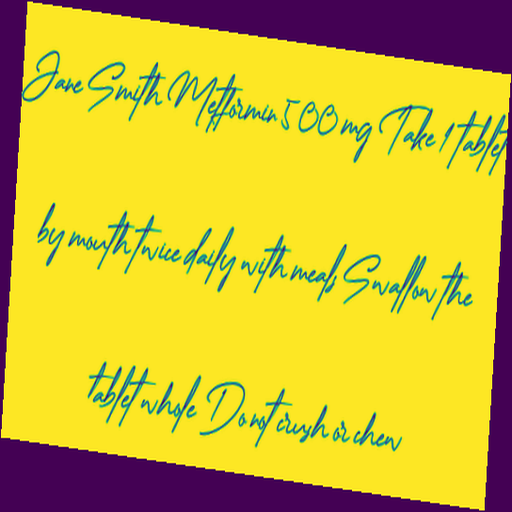 Jane Smith Metformin 500 mg Take 1 tablet
by mouth twice daily with meals Swallow the
tablet whole Do not crush or chew